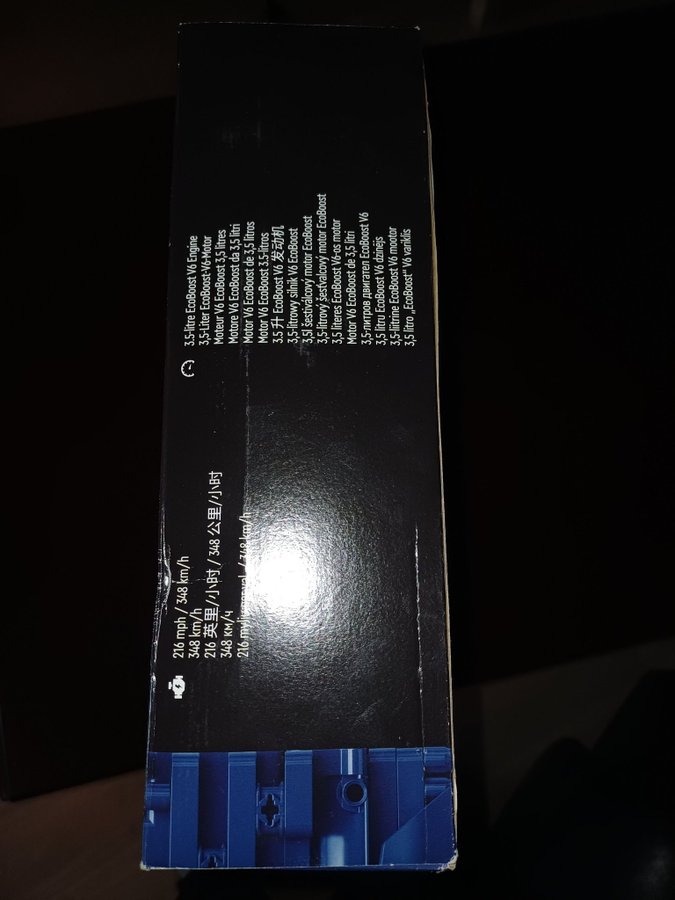 216 mph / 348 km/h
348 km/h
216 英里/小时 / 348 公里/小时
348 км/ч
216 / 348 km/h
3.5-litre EcoBoost V6 Engine
3,5-Liter EcoBoost-V6-Motor
Moteur V6 EcoBoost 3,5 litres
Motore V6 EcoBoost da 3,5 litri
Motor V6 EcoBoost de 3,5 litros
Motor V6 EcoBoost 3.5-litros
3.5 升 EcoBoost V6 发动机
3,5-litrowy silnik V6 EcoBoost
3,5l šestiválcový motor EcoBoost
3,5-litrový šesťvalcový motor EcoBoost
3,5 literes EcoBoost V6-os motor
Motor V6 EcoBoost de 3,5 litri
3,5-литров двигател EcoBoost V6
3,5 litru EcoBoost V6 dzinējs
3,5-liitrine EcoBoost V6 mootor
3,5 litro „EcoBoost“ V6 variklis